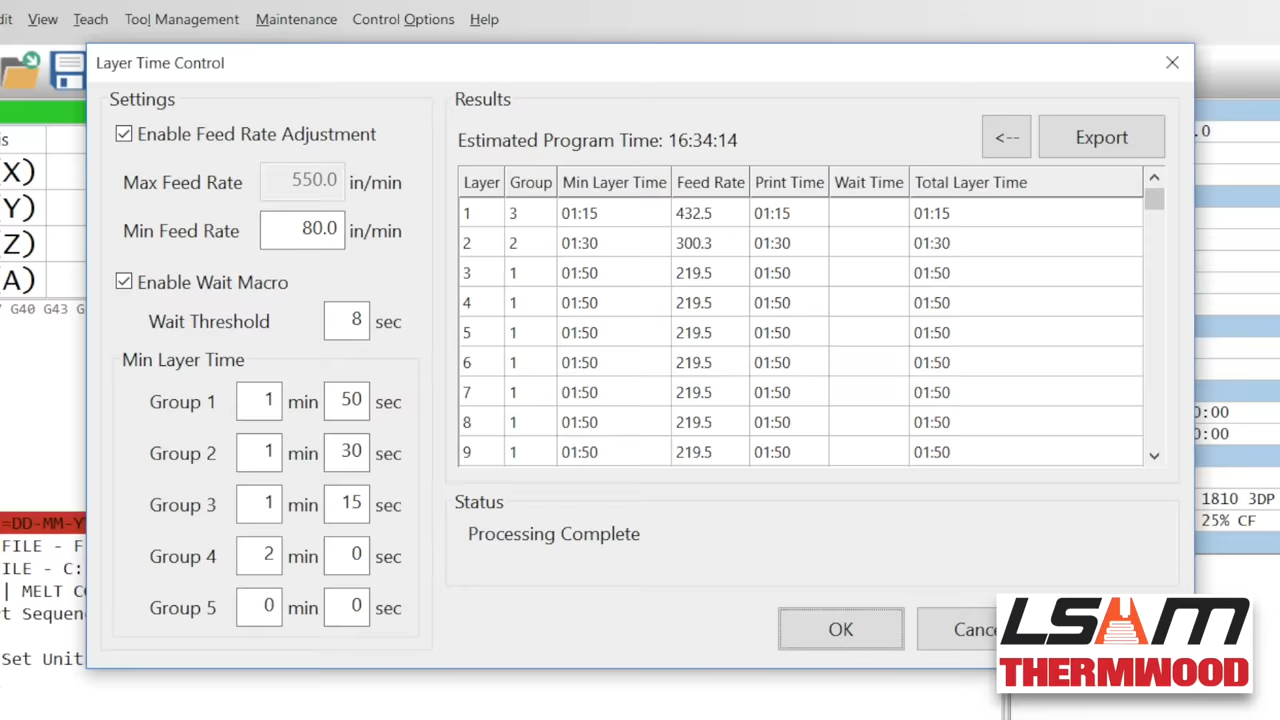 dit View Teach Tool Management Maintenance Control Options Help
Layer Time Control
Settings
Enable Feed Rate Adjustment
Max Feed Rate 550.0 in/min
Min Feed Rate 80.0 in/min
Enable Wait Macro
Wait Threshold 8 sec
Min Layer Time
Group 1 1 min 50 sec
Group 2 1 min 30 sec
Group 3 1 min 15 sec
Group 4 2 min 0 sec
Group 5 0 min 0 sec
Results
Estimated Program Time: 16:34:14
<-- Export
Layer Group Min Layer Time Feed Rate Print Time Wait Time Total Layer Time
1 3 01:15 432.5 01:15 01:15
2 2 01:30 300.3 01:30 01:30
3 1 01:50 219.5 01:50 01:50
4 1 01:50 219.5 01:50 01:50
5 1 01:50 219.5 01:50 01:50
6 1 01:50 219.5 01:50 01:50
7 1 01:50 219.5 01:50 01:50
8 1 01:50 219.5 01:50 01:50
9 1 01:50 219.5 01:50 01:50
Status
Processing Complete
OK Cance
is
(X)
(Y)
(Z)
(A)
G40 G43 G
=DD-MM-Y
FILE - F
ILE - C:
| MELT CO
rt Sequen
Set Unit
.0
0:00
0:00
1810 3DP
25% CF
LSAM
THERMWOOD